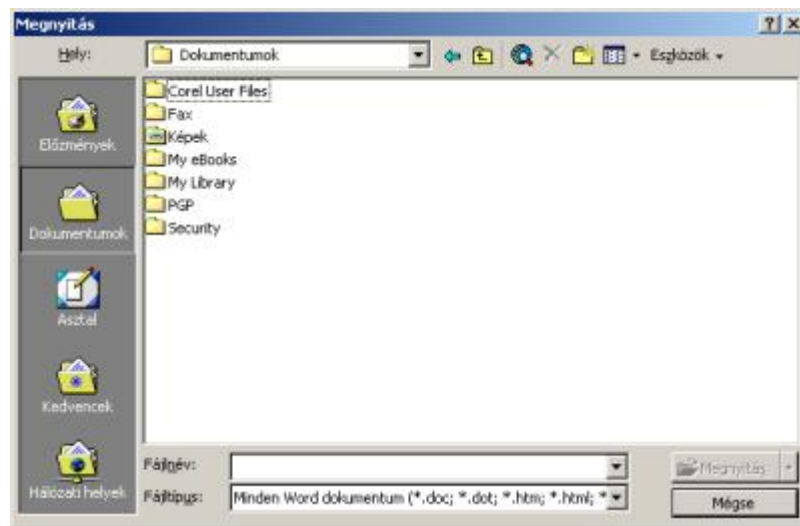 Megnyitás
Hely:
Dokumentumok
Eszközök
Előzmények
Dokumentumok
Asztal
Kedvencek
Hálózati helyek
Corel User Files
Fax
Képek
My eBooks
My Library
PGP
Security
Fájlnév:
Megnyitás
Fájltípus:
Minden Word dokumentum (*.doc; *.dot; *.htm; *.html; *
Mégse